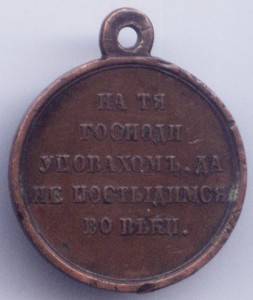 НА ТЯ
ГОСПОДИ
УПОВАХОМЪ, ДА
НЕ ПОСТЫДИМСЯ
ВО ВѢКИ.